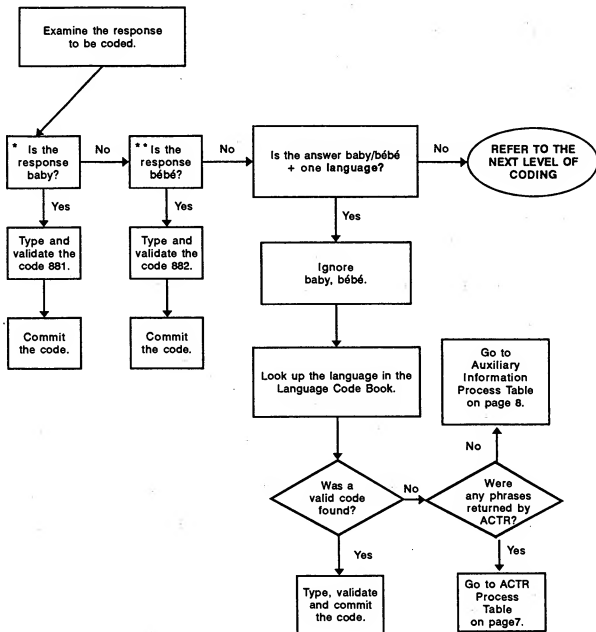 Examine the response
to be coded.
* Is the
response
baby?
No
** Is the
response
bébé?
No
Is the answer baby/bébé
+ one language?
No
REFER TO THE
NEXT LEVEL OF
CODING
Yes
Yes
Yes
Type and
validate the
code 881.
Type and
validate the
code 882.
Ignore
baby, bébé.
Commit
the code.
Commit
the code.
Look up the language in the
Language Code Book.
Go to
Auxiliary
Information
Process Table
on page 8.
No
Was a
valid code
found?
No
Were
any phrases
returned by
ACTR?
Yes
Yes
Type, validate
and commit
the code.
Go to ACTR
Process
Table
on page7.